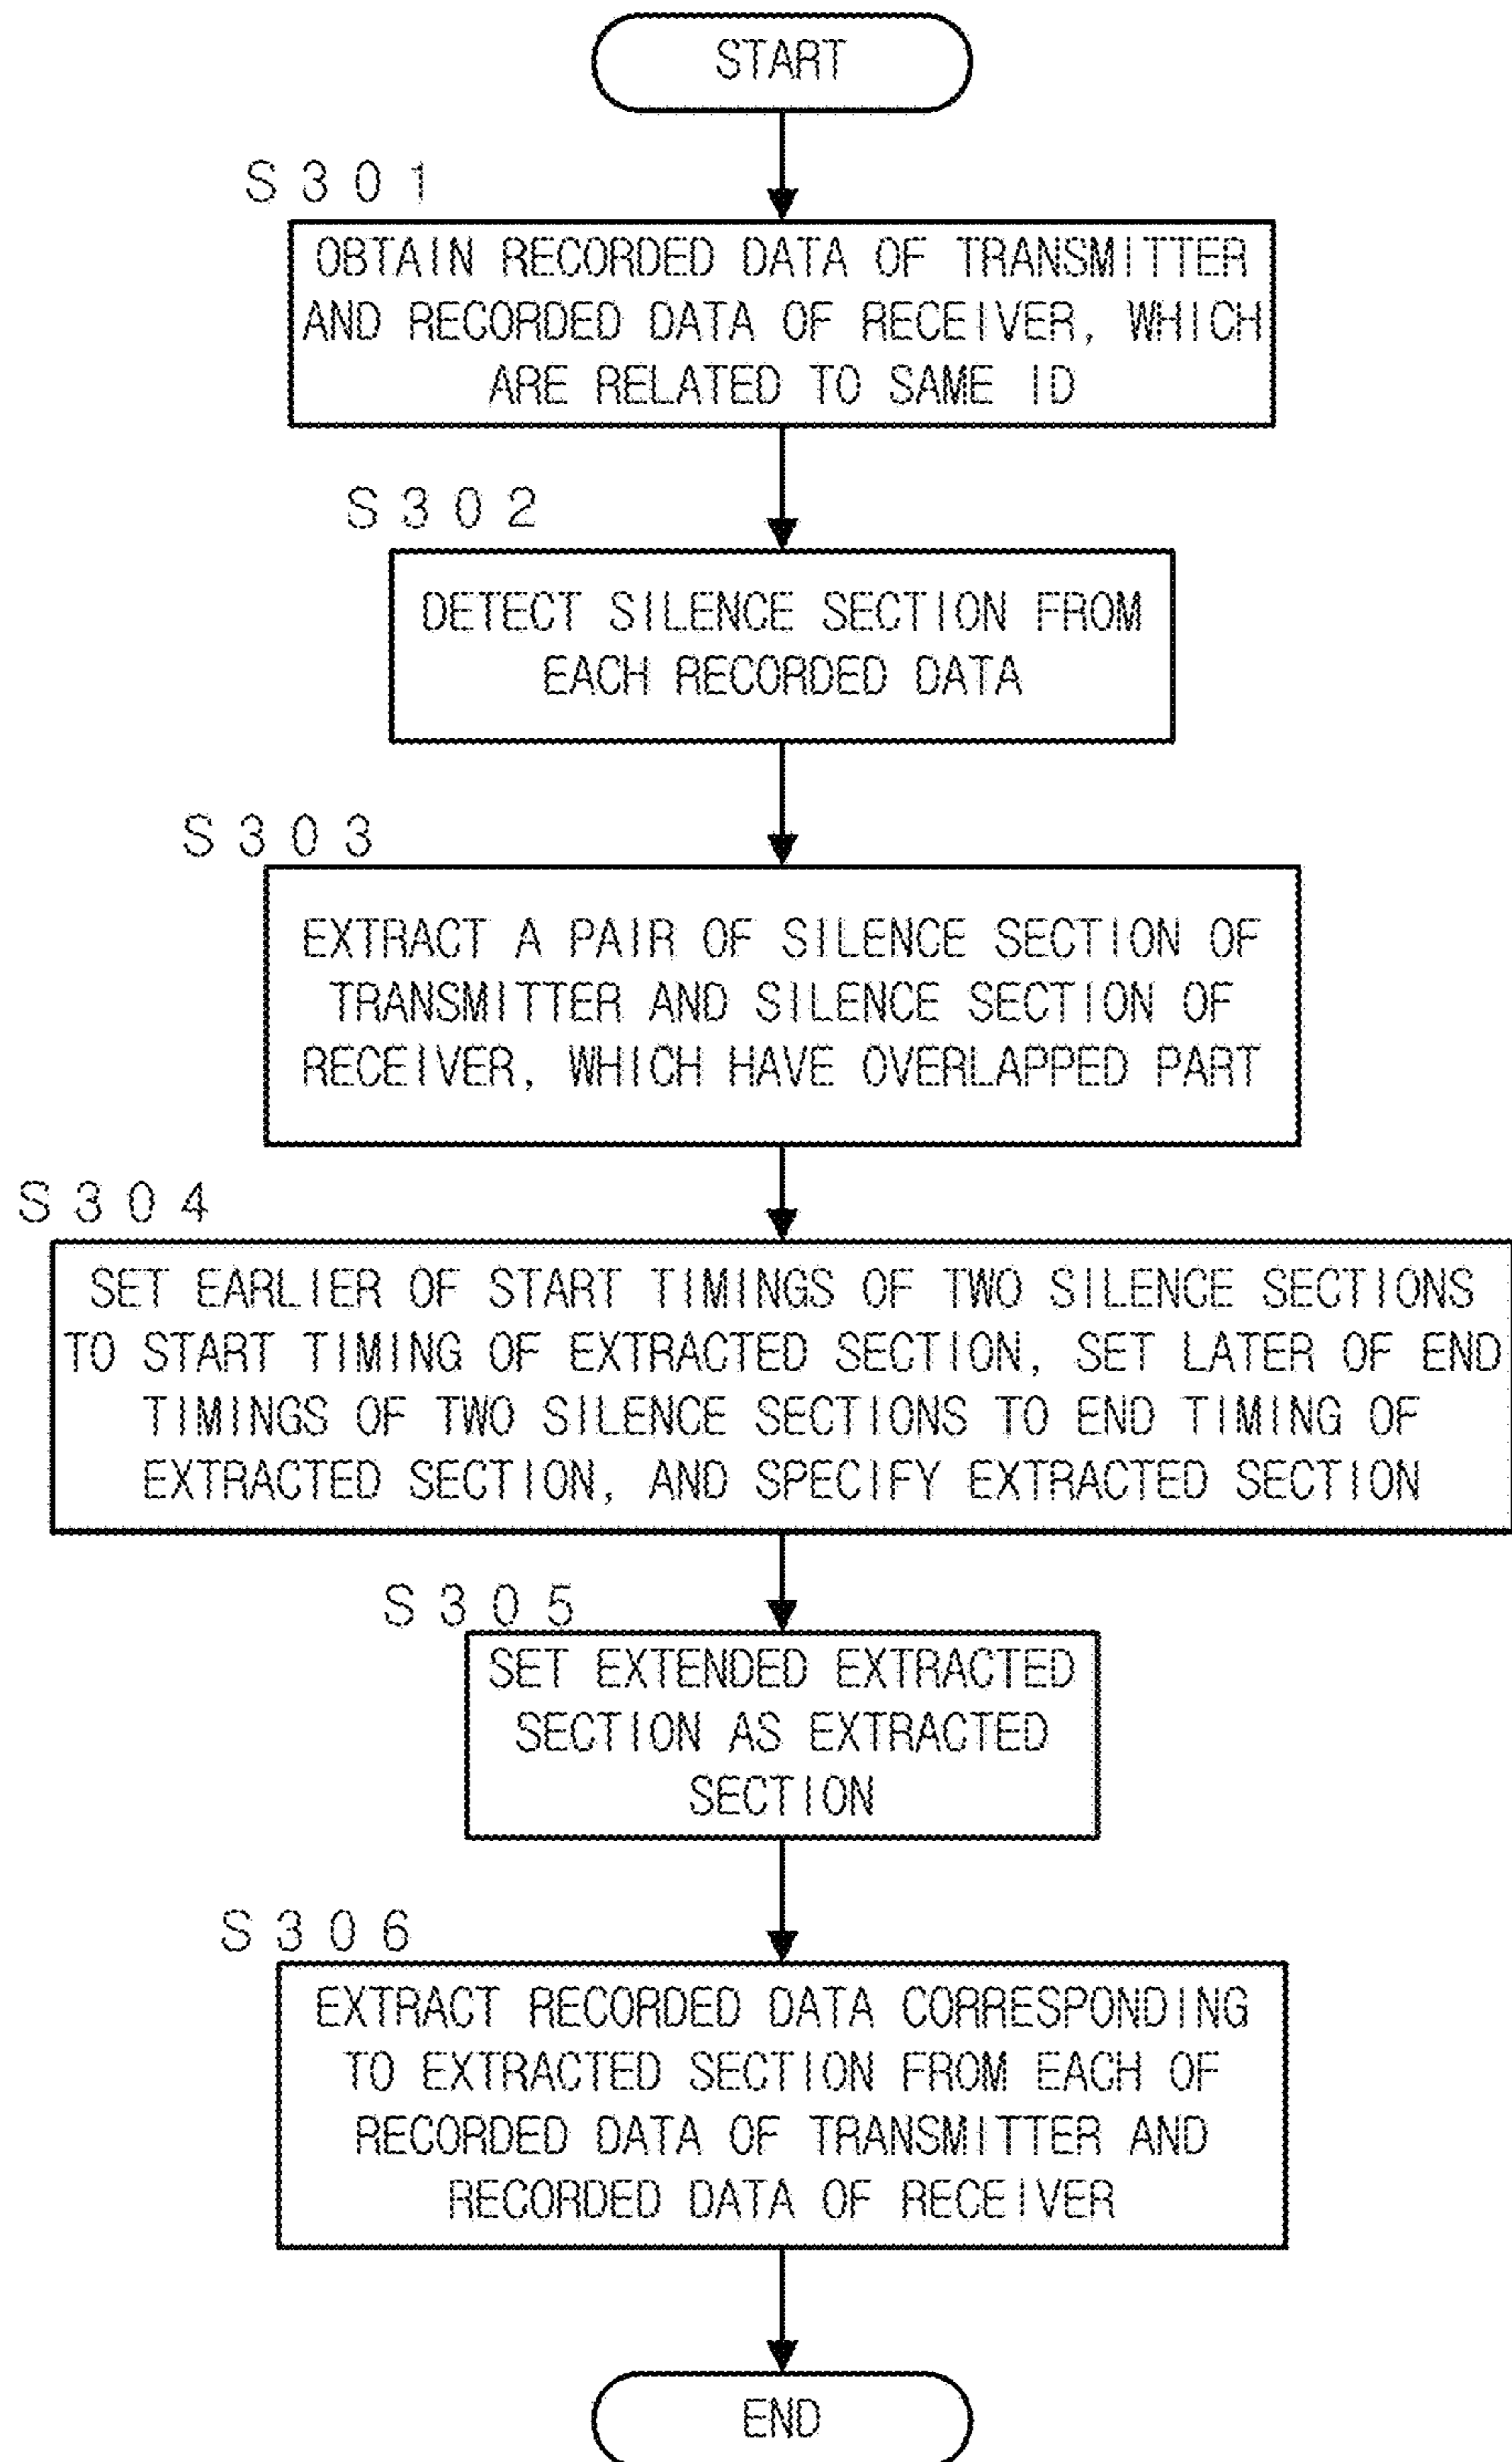 START
S301
OBTAIN RECORDED DATA OF TRANSMITTER
AND RECORDED DATA OF RECEIVER, WHICH
ARE RELATED TO SAME ID
S302
DETECT SILENCE SECTION FROM
EACH RECORDED DATA
S303
EXTRACT A PAIR OF SILENCE SECTION OF
TRANSMITTER AND SILENCE SECTION OF
RECEIVER, WHICH HAVE OVERLAPPED PART
S304
SET EARLIER OF START TIMINGS OF TWO SILENCE SECTIONS
TO START TIMING OF EXTRACTED SECTION, SET LATER OF END
TIMINGS OF TWO SILENCE SECTIONS TO END TIMING OF
EXTRACTED SECTION, AND SPECIFY EXTRACTED SECTION
S305
SET EXTENDED EXTRACTED
SECTION AS EXTRACTED
SECTION
S306
EXTRACT RECORDED DATA CORRESPONDING
TO EXTRACTED SECTION FROM EACH OF
RECORDED DATA OF TRANSMITTER AND
RECORDED DATA OF RECEIVER
END